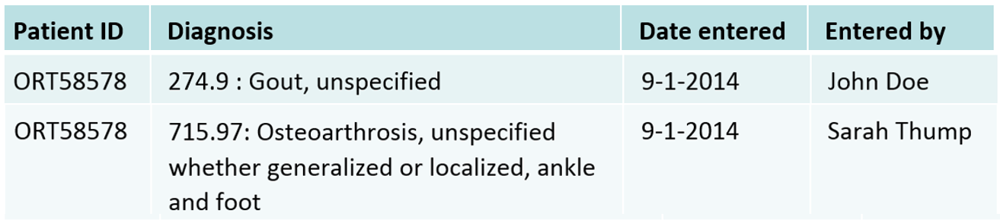 Patient ID Diagnosis Date entered Entered by
ORT58578 274.9 : Gout, unspecified 9-1-2014 John Doe
ORT58578 715.97: Osteoarthrosis, unspecified 9-1-2014 Sarah Thump
whether generalized or localized, ankle
and foot